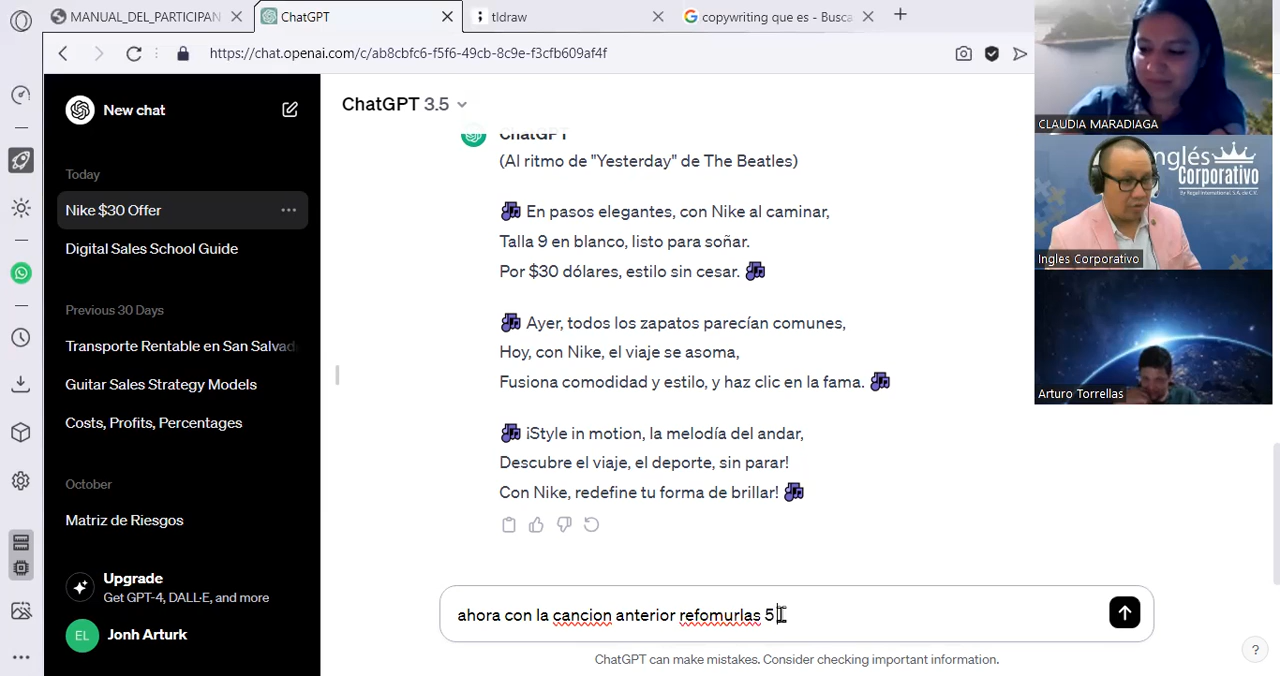 MANUAL_DEL_PARTICIPAN
ChatGPT
tldraw
copywriting que es - Busca
https://chat.openai.com/c/ab8cbfc6-f5f6-49cb-8c9e-f3cfb609af4f
New chat
Today
Nike $30 Offer
Digital Sales School Guide
Previous 30 Days
Transporte Rentable en San Salvad
Guitar Sales Strategy Models
Costs, Profits, Percentages
October
Matriz de Riesgos
Upgrade
Get GPT-4, DALL·E, and more
EL
Jonh Arturk
ChatGPT 3.5
ChatGPT
(Al ritmo de "Yesterday" de The Beatles)
🎶 En pasos elegantes, con Nike al caminar,
Talla 9 en blanco, listo para soñar.
Por $30 dólares, estilo sin cesar. 🎶
🎶 Ayer, todos los zapatos parecían comunes,
Hoy, con Nike, el viaje se asoma,
Fusiona comodidad y estilo, y haz clic en la fama. 🎶
🎶 ¡Style in motion, la melodía del andar,
Descubre el viaje, el deporte, sin parar!
Con Nike, redefine tu forma de brillar! 🎶
ahora con la cancion anterior refomurlas 5
ChatGPT can make mistakes. Consider checking important information.
?
CLAUDIA MARADIAGA
Inglés
Corporativo
By Regal International, S.A. de C.V.
Ingles Corporativo
Arturo Torrellas